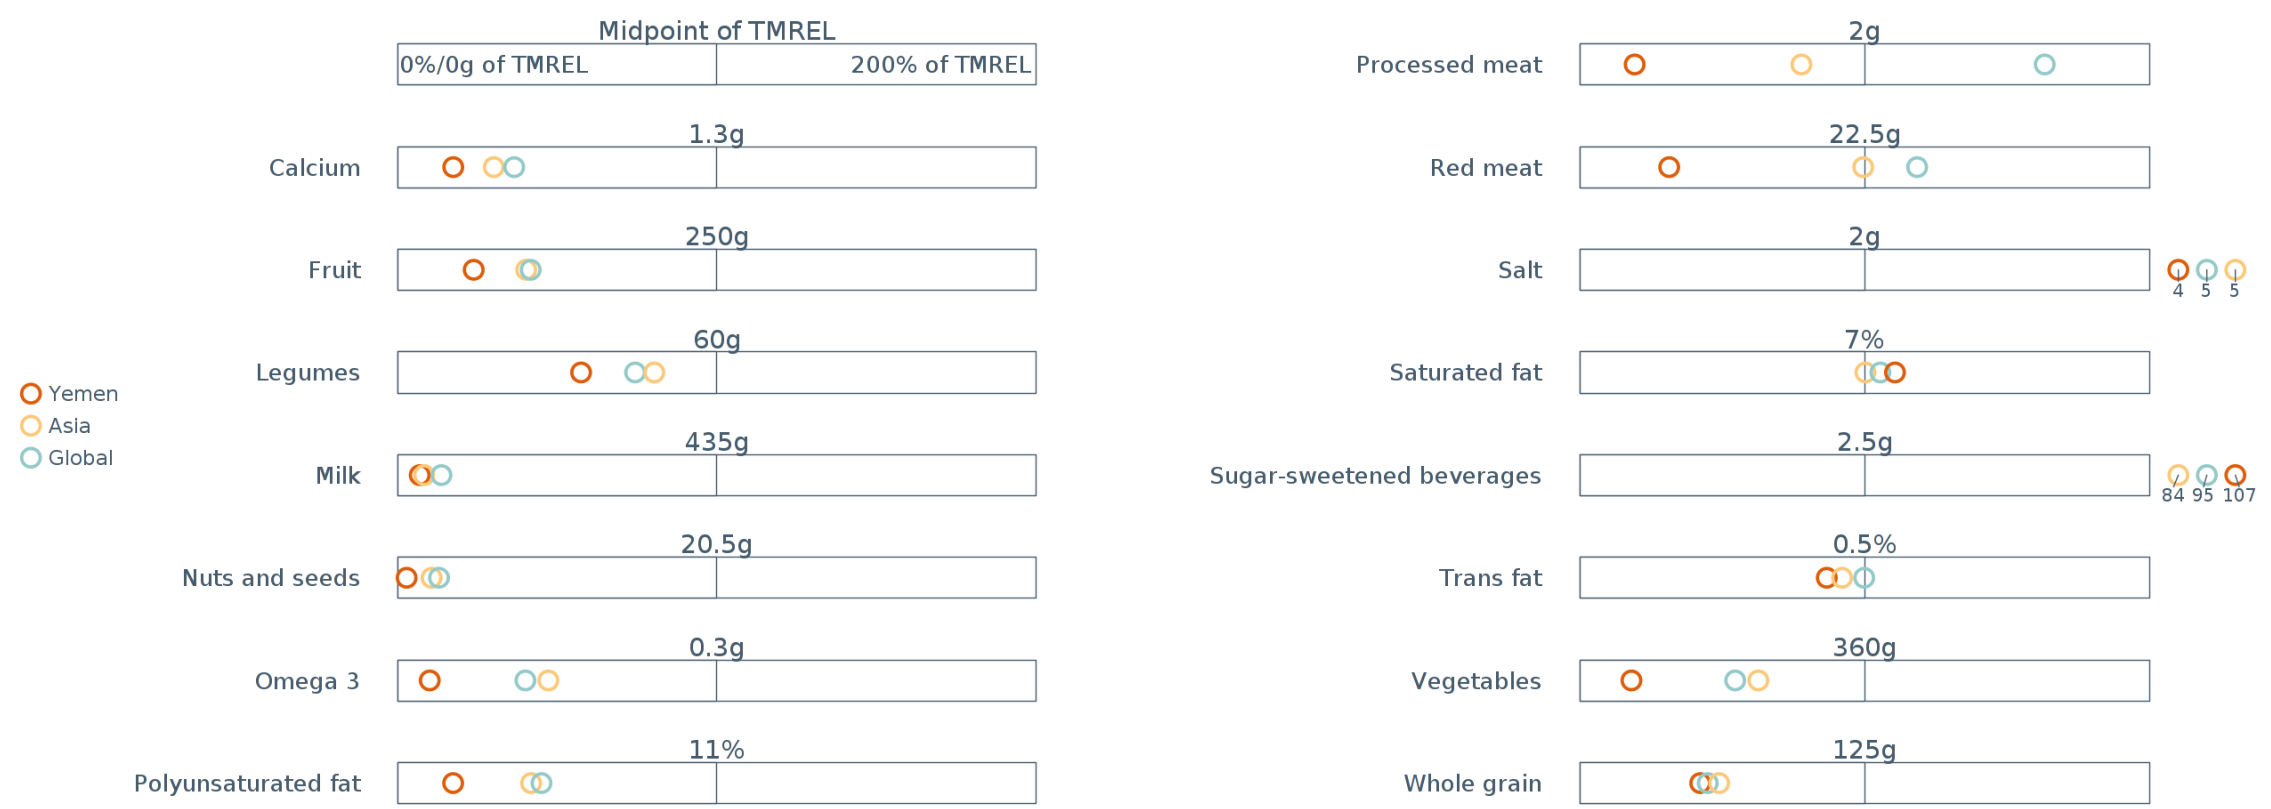 Midpoint of TMREL
0%/0g of TMREL 200% of TMREL
Calcium 1.3g
Fruit 250g
Legumes 60g
Milk 435g
Nuts and seeds 20.5g
Omega 3 0.3g
Polyunsaturated fat 11%
Yemen
Asia
Global
Processed meat 2g
Red meat 22.5g
Salt 2g
4 5 5
Saturated fat 7%
Sugar-sweetened beverages 2.5g
84 95 107
Trans fat 0.5%
Vegetables 360g
Whole grain 125g